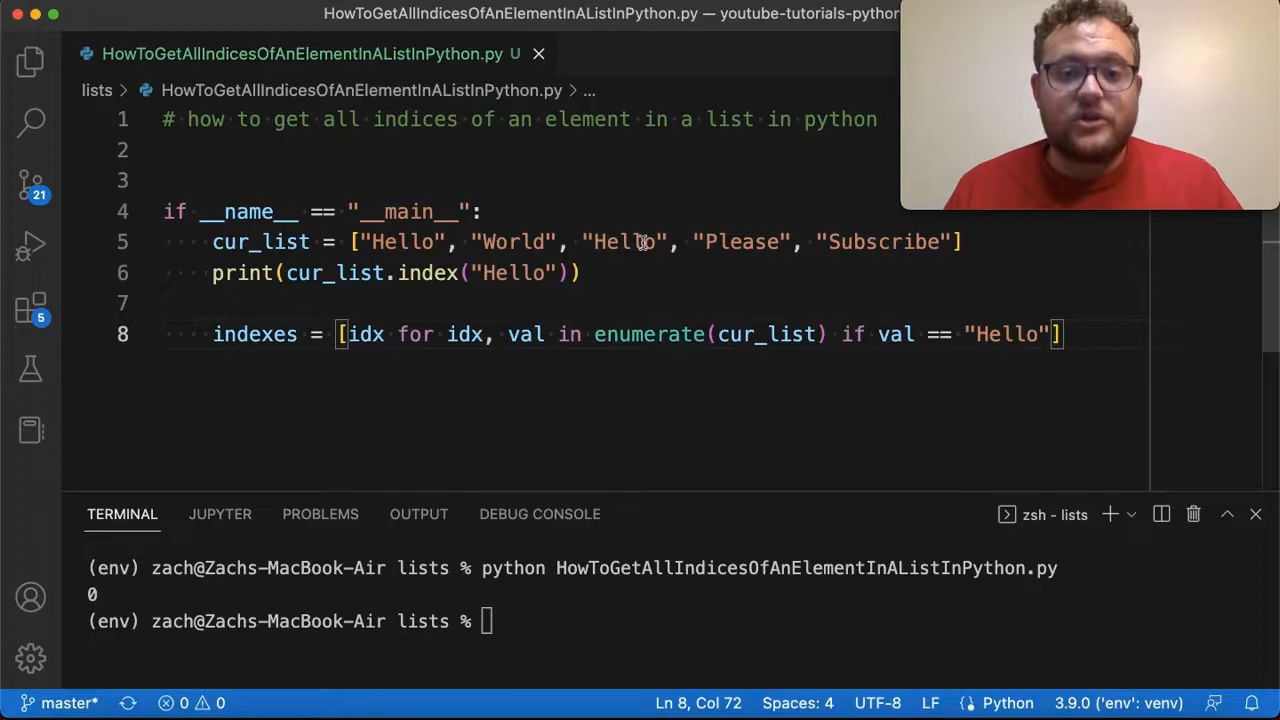 HowToGetAllIndicesOfAnElementInAListInPython.py — youtube-tutorials-python
HowToGetAllIndicesOfAnElementInAListInPython.py U
lists > HowToGetAllIndicesOfAnElementInAListInPython.py > ...
1 # how to get all indices of an element in a list in python
2
3
4 if __name__ == "__main__":
5 cur_list = ["Hello", "World", "Hello", "Please", "Subscribe"]
6 print(cur_list.index("Hello"))
7
8 indexes = [idx for idx, val in enumerate(cur_list) if val == "Hello"]
21
5
TERMINAL JUPYTER PROBLEMS OUTPUT DEBUG CONSOLE zsh - lists
(env) zach@Zachs-MacBook-Air lists % python HowToGetAllIndicesOfAnElementInAListInPython.py
0
(env) zach@Zachs-MacBook-Air lists %
master* 0 0 Ln 8, Col 72 Spaces: 4 UTF-8 LF Python 3.9.0 ('env': venv)